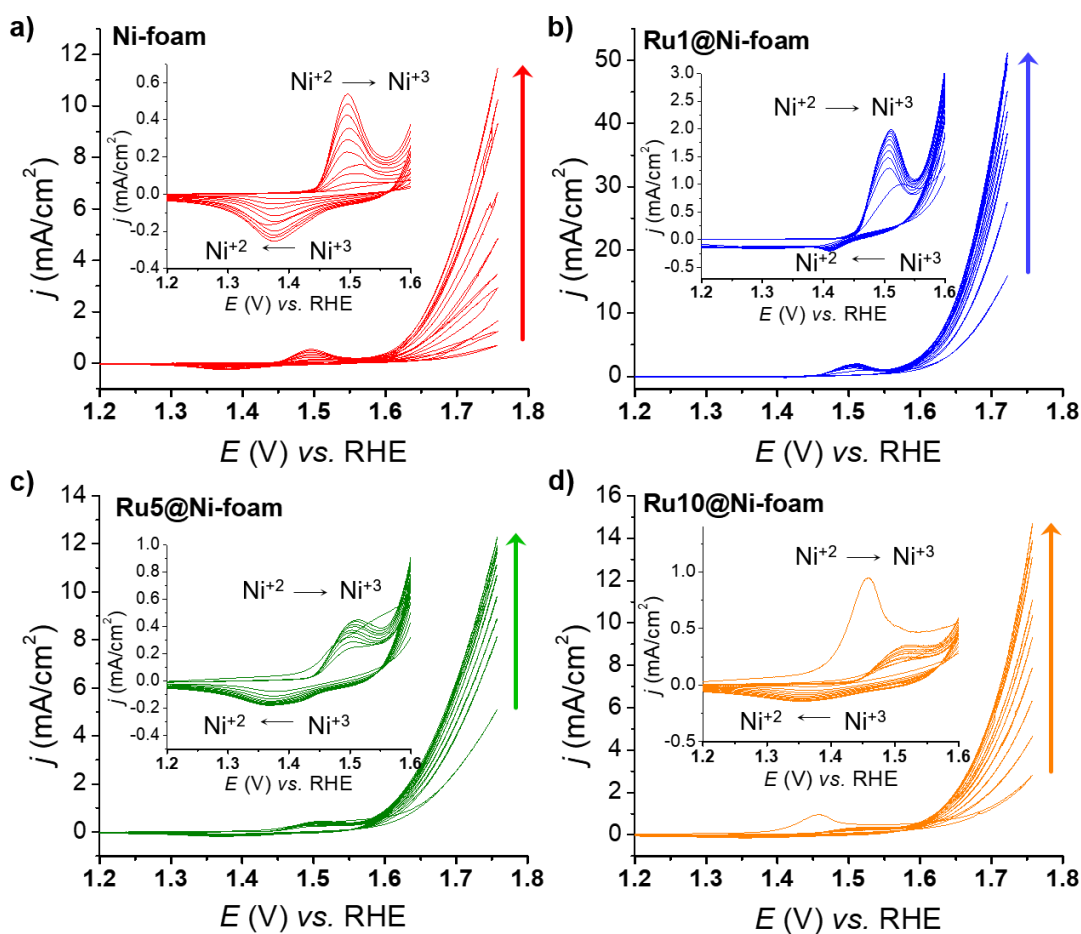 a)
Ni-foam
12
10
8
6
4
2
0
j (mA/cm²)
1.2 1.3 1.4 1.5 1.6 1.7 1.8
E (V) vs. RHE
0.6
0.4
0.2
0.0
-0.2
-0.4
j (mA/cm²)
Ni⁺² → Ni⁺³
Ni⁺² ← Ni⁺³
1.2 1.3 1.4 1.5 1.6
E (V) vs. RHE
b)
Ru1@Ni-foam
50
40
30
20
10
0
j (mA/cm²)
1.2 1.3 1.4 1.5 1.6 1.7 1.8
E (V) vs. RHE
3.0
2.5
2.0
1.5
1.0
0.5
0.0
-0.5
j (mA/cm²)
Ni⁺² → Ni⁺³
Ni⁺² ← Ni⁺³
1.2 1.3 1.4 1.5 1.6
E (V) vs. RHE
c)
Ru5@Ni-foam
14
12
10
8
6
4
2
0
j (mA/cm²)
1.2 1.3 1.4 1.5 1.6 1.7 1.8
E (V) vs. RHE
1.0
0.8
0.6
0.4
0.2
0.0
-0.2
-0.4
j (mA/cm²)
Ni⁺² → Ni⁺³
Ni⁺² ← Ni⁺³
1.2 1.3 1.4 1.5 1.6
E (V) vs. RHE
d)
Ru10@Ni-foam
16
14
12
10
8
6
4
2
0
j (mA/cm²)
1.2 1.3 1.4 1.5 1.6 1.7 1.8
E (V) vs. RHE
1.0
0.5
0.0
-0.5
j (mA/cm²)
Ni⁺² → Ni⁺³
Ni⁺² ← Ni⁺³
1.2 1.3 1.4 1.5 1.6
E (V) vs. RHE